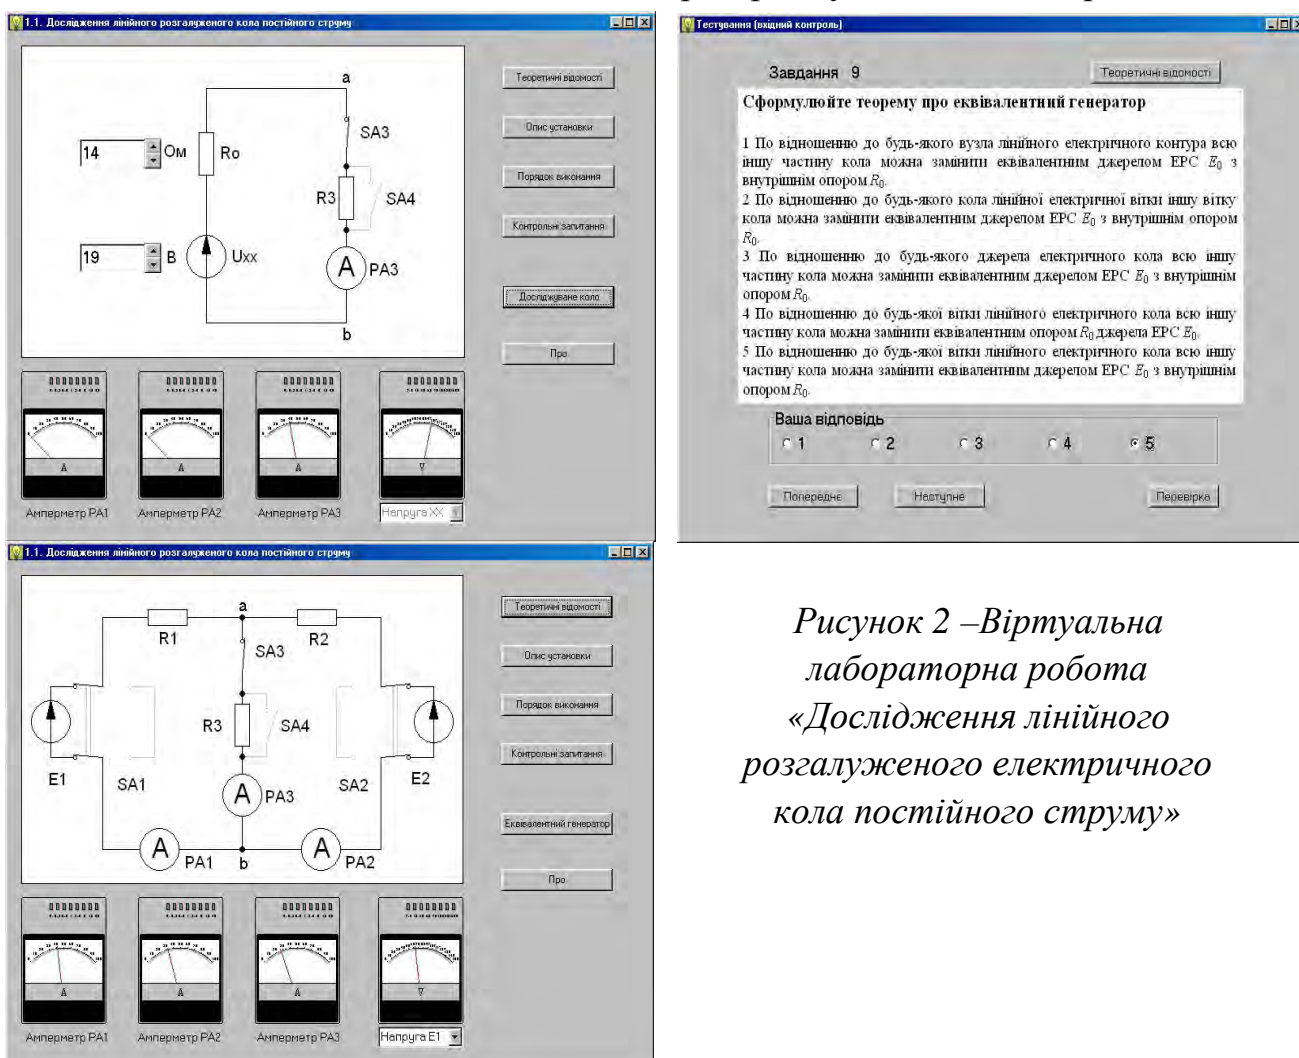 1.1. Дослідження лінійного розгалуженого кола постійного струму
a
SA3
14
Ом
Ro
R3
SA4
19
В
Uxx
A
PA3
b
Теоретичні відомості
Опис установки
Порядок виконання
Контрольні запитання
Досліджуване коло
Про
A
A
A
V
Амперметр PA1
Амперметр PA2
Амперметр PA3
Напруга XX
Тестування (вхідний контроль)
Завдання 9
Теоретичні відомості
Сформулюйте теорему про еквівалентний генератор
1 По відношенню до будь-якого вузла лінійного електричного контура всю
іншу частину кола можна замінити еквівалентним джерелом ЕРС E0 з
внутрішнім опором R0.
2 По відношенню до будь-якого кола лінійної електричної вітки іншу вітку
кола можна замінити еквівалентним джерелом ЕРС E0 з внутрішнім опором
R0.
3 По відношенню до будь-якого джерела електричного кола всю іншу
частину кола можна замінити еквівалентним джерелом ЕРС E0 з внутрішнім
опором R0.
4 По відношенню до будь-якої вітки лінійного електричного кола всю іншу
частину кола можна замінити еквівалентним опором R0 джерела ЕРС E0.
5 По відношенню до будь-якої вітки лінійного електричного кола всю іншу
частину кола можна замінити еквівалентним джерелом ЕРС E0 з внутрішнім
опором R0.
Ваша відповідь
1 2 3 4 5
Попереднє
Наступне
Перевірка
1.1. Дослідження лінійного розгалуженого кола постійного струму
a
R1
R2
SA3
R3
SA4
E1
SA1
A
PA3
SA2
E2
A
PA1
b
A
PA2
Теоретичні відомості
Опис установки
Порядок виконання
Контрольні запитання
Еквівалентний генератор
Про
A
A
A
V
Амперметр PA1
Амперметр PA2
Амперметр PA3
Напруга E1
Рисунок 2 –Віртуальна
лабораторна робота
«Дослідження лінійного
розгалуженого електричного
кола постійного струму»